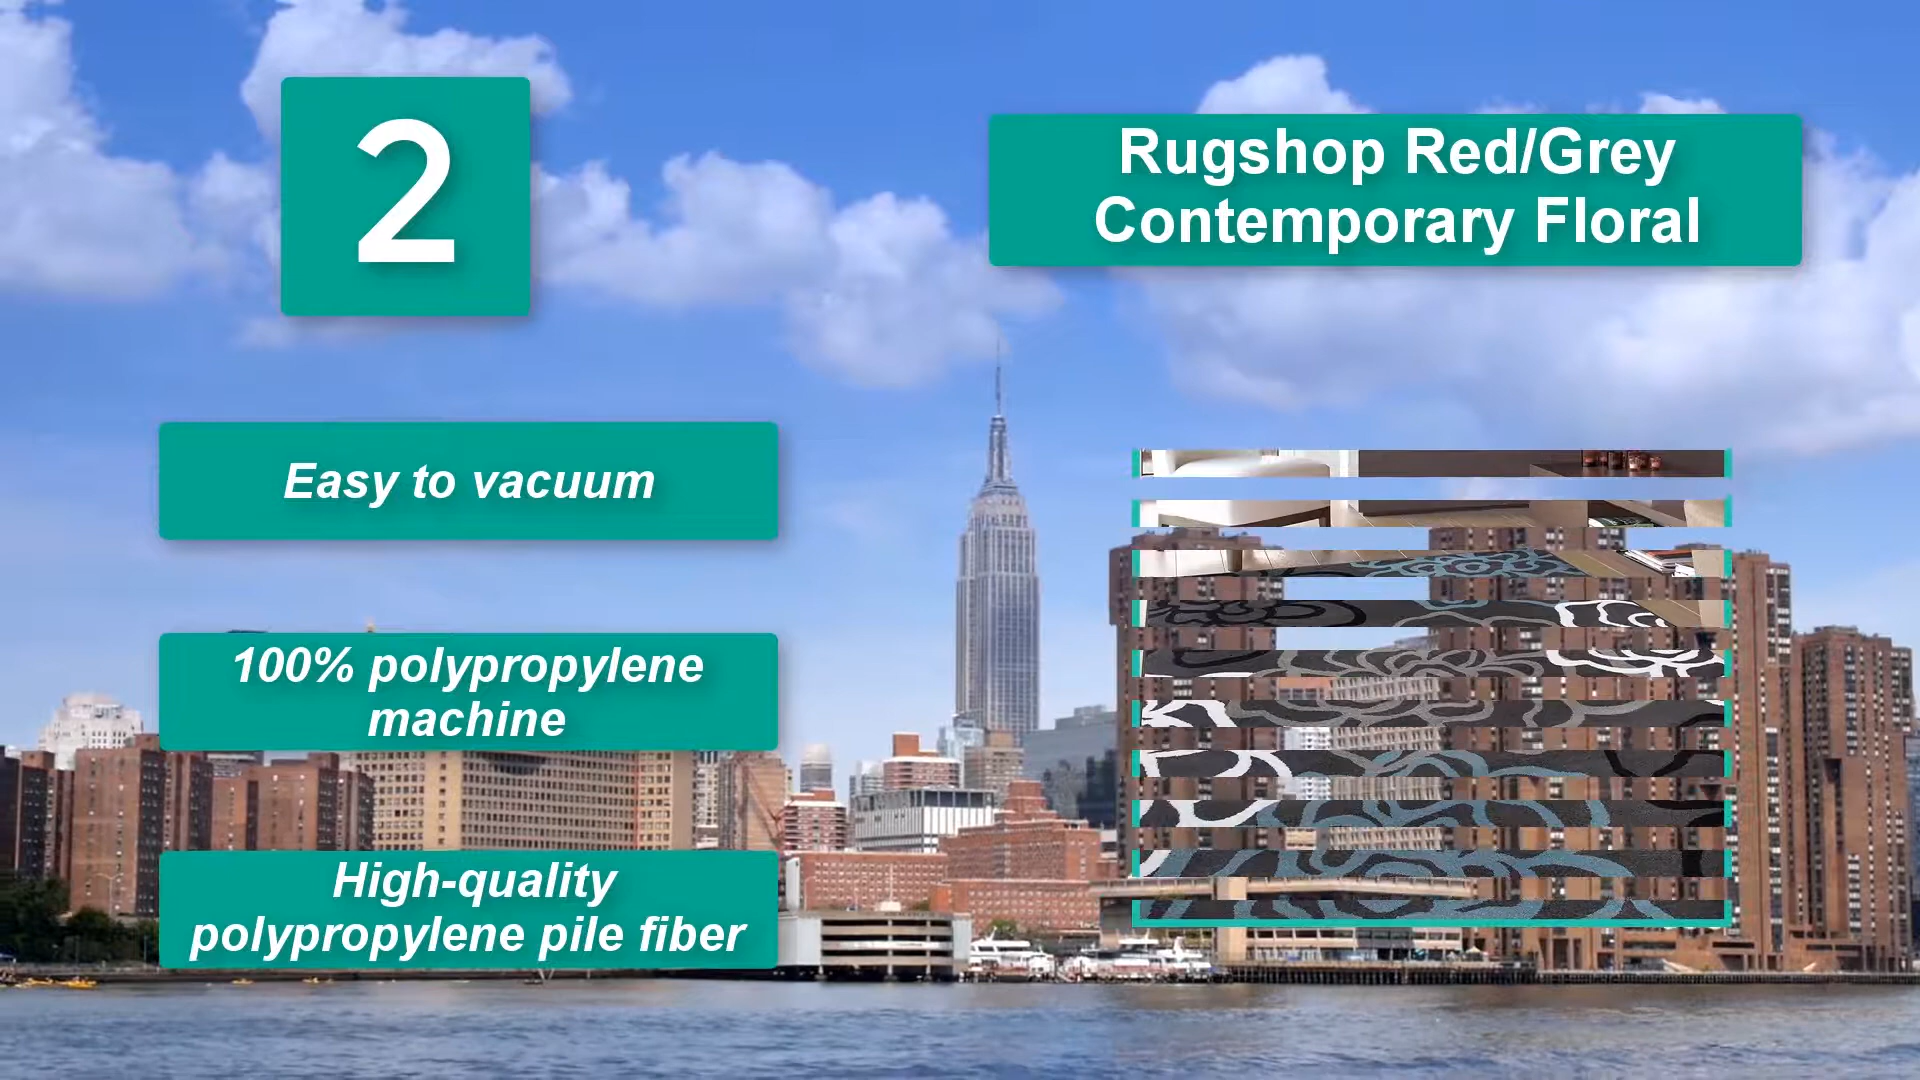 2
Rugshop Red/Grey
Contemporary Floral
Easy to vacuum
100% polypropylene
machine
High-quality
polypropylene pile fiber